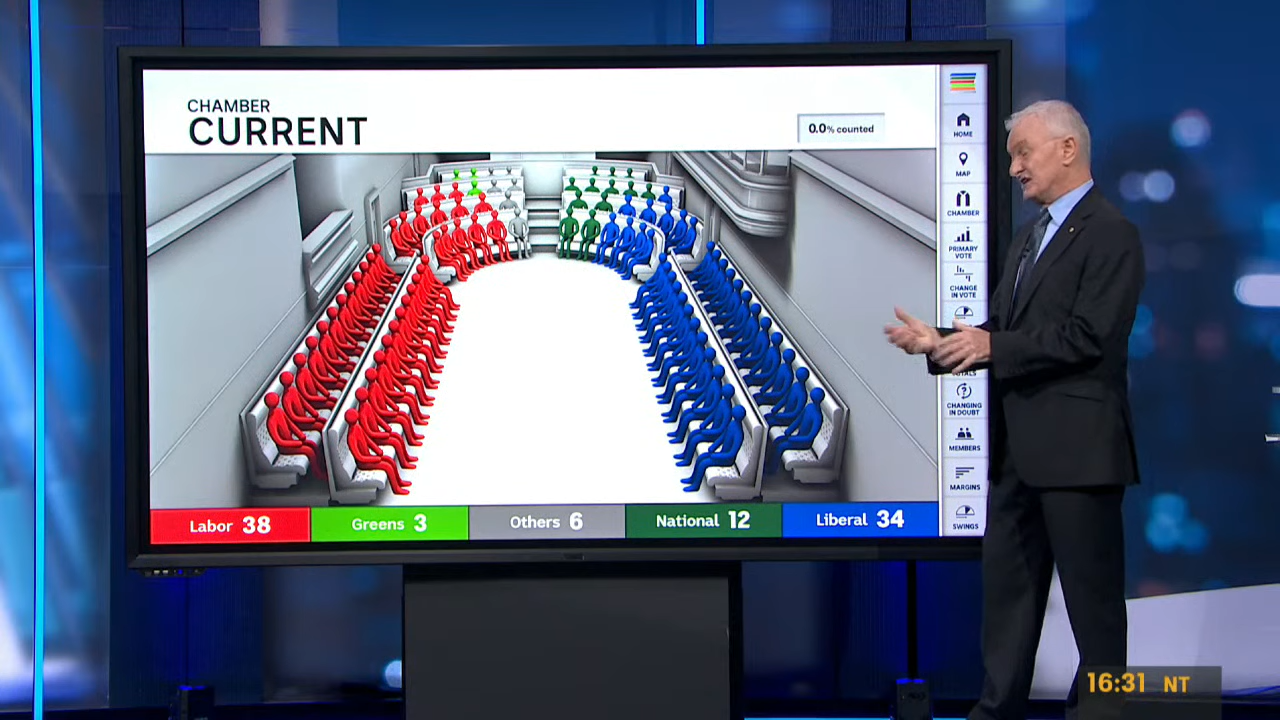 CHAMBER
CURRENT
0.0% counted
HOME
MAP
CHAMBER
PRIMARY
VOTE
CHANGE
IN VOTE
CHANGING
IN DOUBT
MEMBERS
MARGINS
SWINGS
Labor 38
Greens 3
Others 6
National 12
Liberal 34
16:31 NT